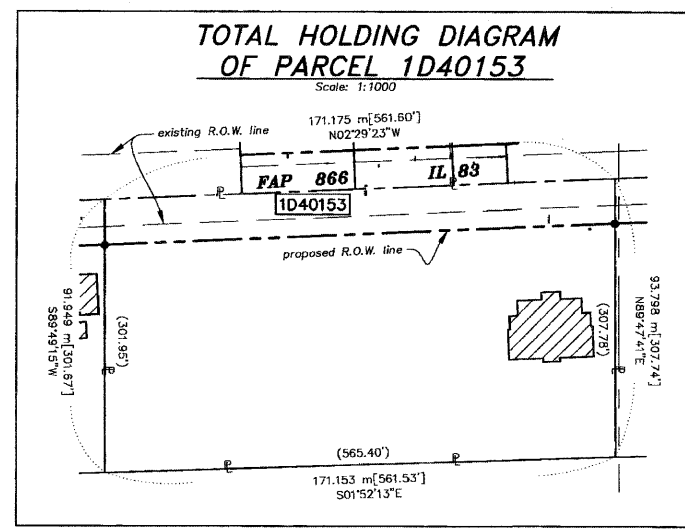 TOTAL HOLDING DIAGRAM
OF PARCEL 1D40153
Scale: 1:1000
171.175 m[561.60']
N02°29'23"W
existing R.O.W. line
FAP 866
IL 83
1D40153
proposed R.O.W. line
91.949 m[301.67']
S89°49'15"W
(301.95')
(307.78')
93.798 m[307.74']
N89°47'41"E
(565.40')
171.153 m[561.53']
S01°52'13"E